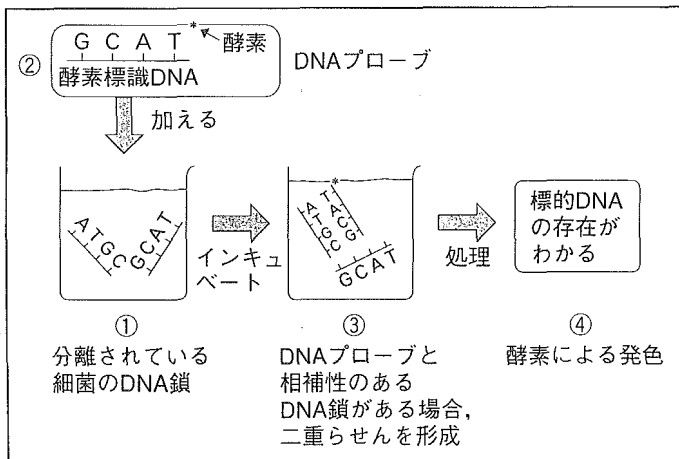 G C A T *
酵素
② 酵素標識DNA
DNAプローブ
加える
ATGC
GCAT
インキュ
ベート
*
ATGC
TACG
GCAT
処理
標的DNA
の存在が
わかる
①
分離されている
細菌のDNA鎖
③
DNAプローブと
相補性のある
DNA鎖がある場合,
二重らせんを形成
④
酵素による発色